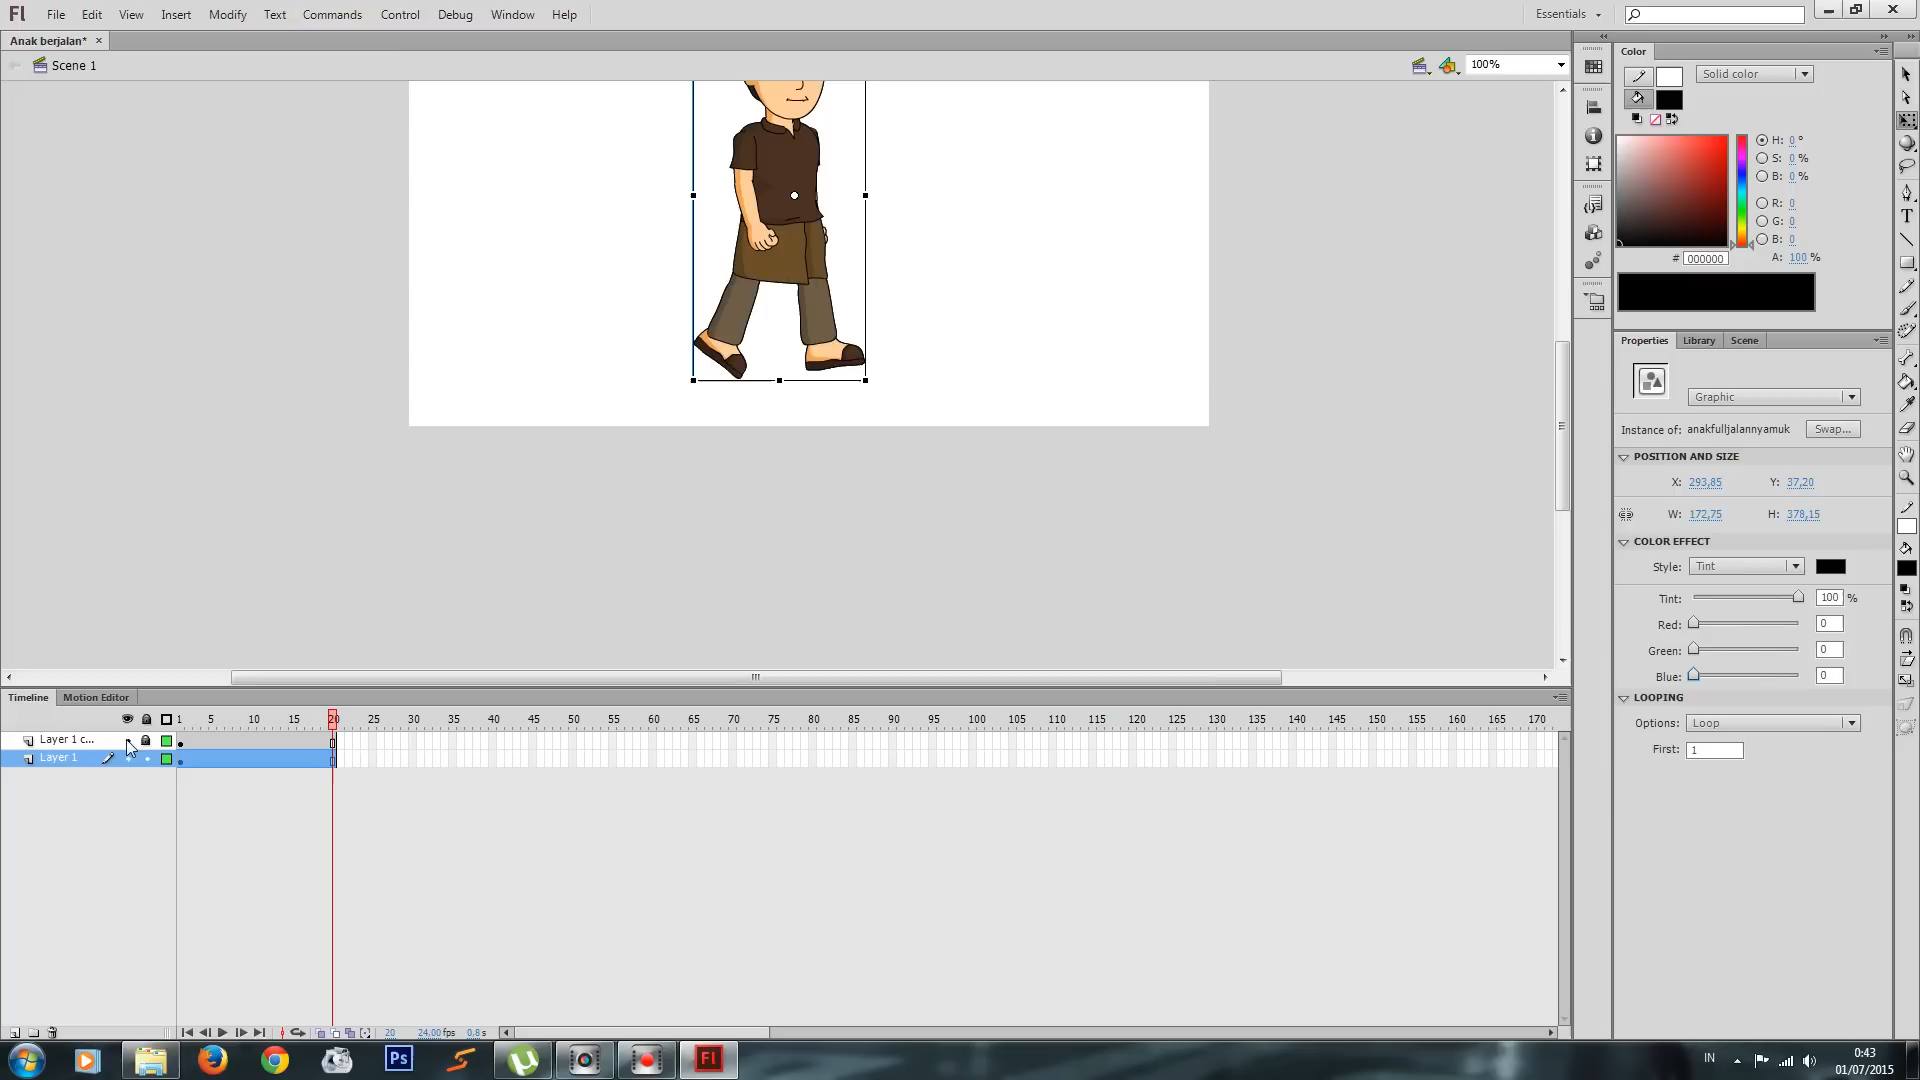 Fl File Edit View Insert Modify Text Commands Control Debug Window Help Essentials
Anak berjalan* ×
Scene 1 100%
Color
Solid color
H: 0 °
S: 0 %
B: 0 %
R: 0
G: 0
B: 0
# 000000 A: 100 %
Properties Library Scene
Graphic
Instance of: anakfulljalannyamuk Swap...
POSITION AND SIZE
X: 293,85 Y: 37,20
W: 172,75 H: 378,15
COLOR EFFECT
Style: Tint
Tint: 100 %
Red: 0
Green: 0
Blue: 0
LOOPING
Options: Loop
First: 1
Timeline Motion Editor
1 5 10 15 20 25 30 35 40 45 50 55 60 65 70 75 80 85 90 95 100 105 110 115 120 125 130 135 140 145 150 155 160 165 170
Layer 1 c...
Layer 1
20 24,00 fps 0,8 s
Ps Fl IN 0:43
01/07/2015